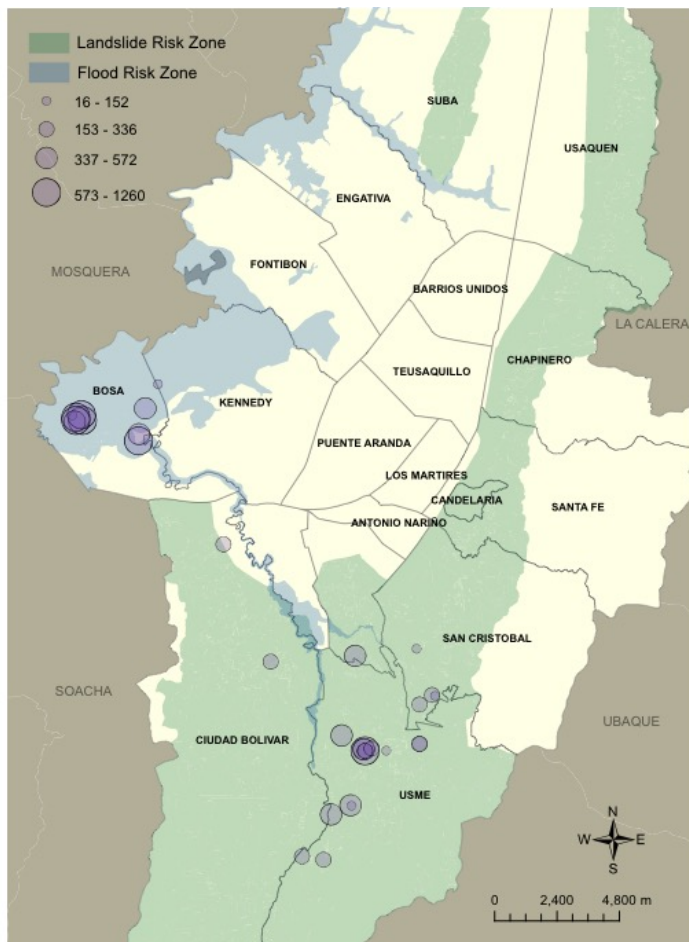 Landslide Risk Zone
Flood Risk Zone
16 - 152
153 - 336
337 - 572
573 - 1260
SUBA
USAQUEN
ENGATIVA
MOSQUERA
FONTIBON
BARRIOS UNIDOS
LA CALERA
CHAPINERO
TEUSAQUILLO
BOSA
KENNEDY
PUENTE ARANDA
LOS MARTIRES
CANDELARIA
SANTA FE
ANTONIO NARIÑO
SAN CRISTOBAL
SOACHA
UBAQUE
CIUDAD BOLIVAR
USME
N
W E
S
0 2,400 4,800 m